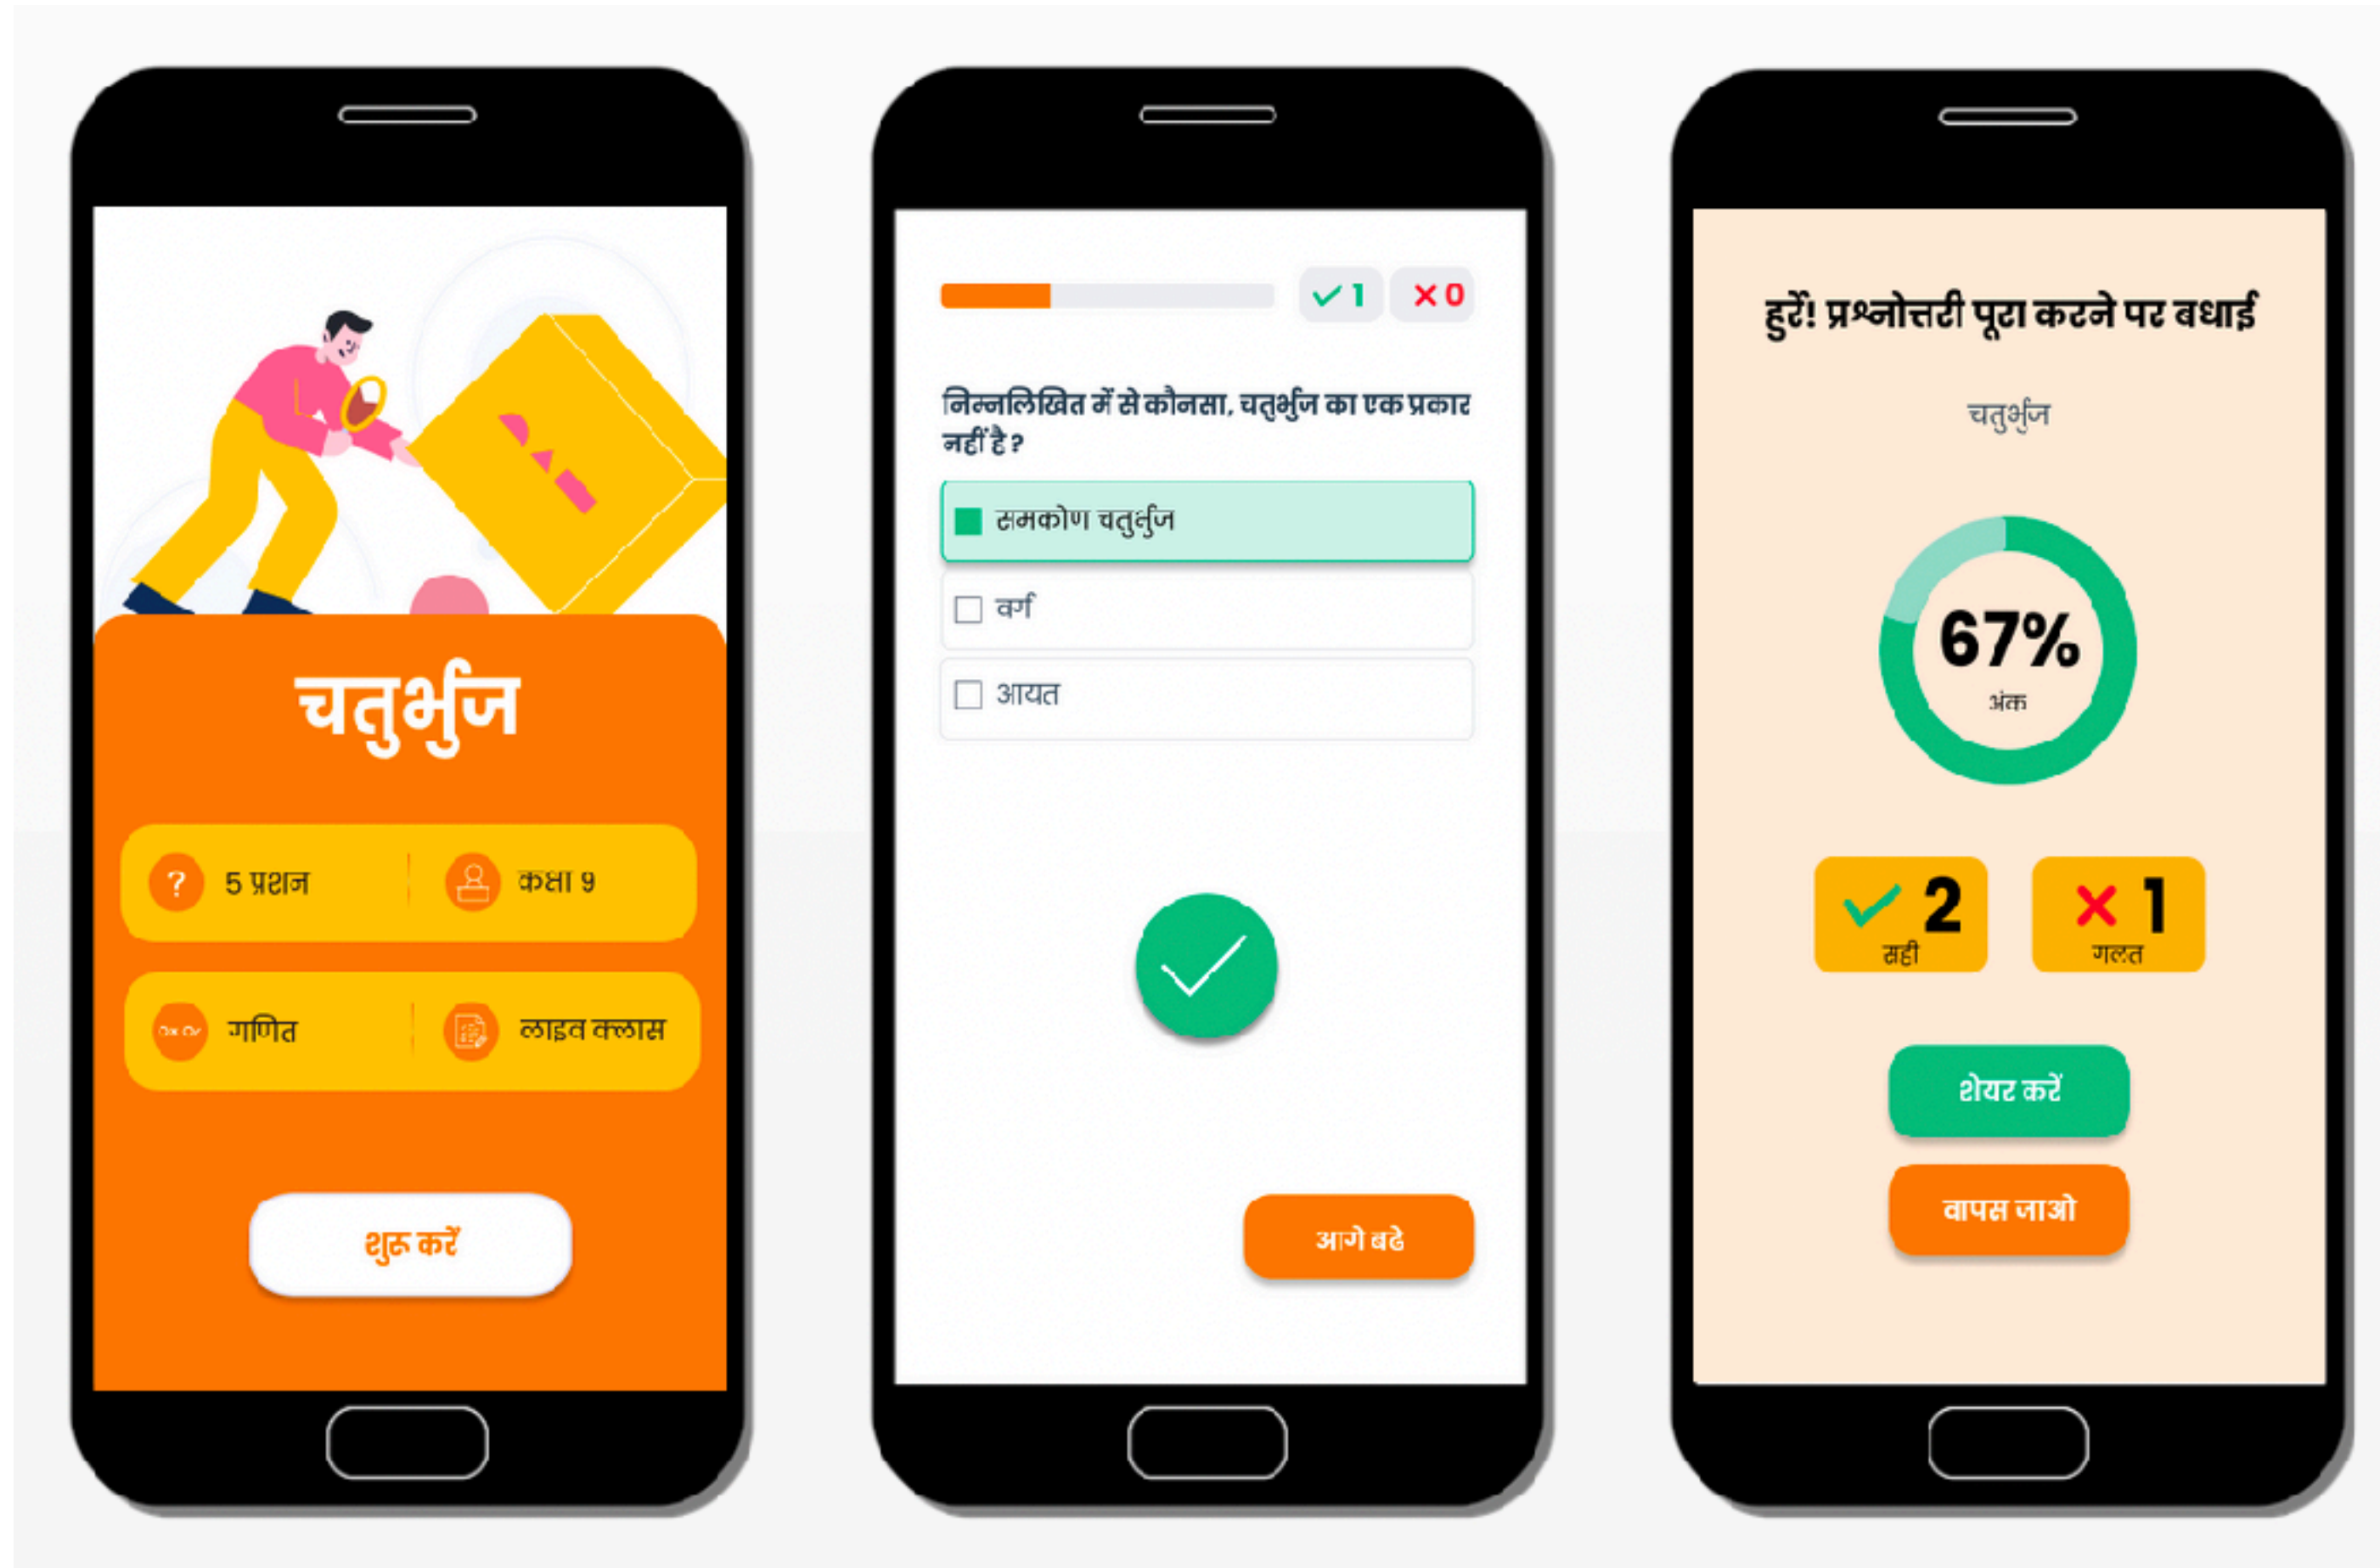 चतुर्भुज
5 प्रशन
कक्षा 9
गणित
लाइव क्लास
शुरू करें
1
0
निम्नलिखित में से कौनसा, चतुर्भुज का एक प्रकार
नहीं है ?
समकोण चतुर्भुज
वर्ग
आयत
आगे बढे
हुर्रे! प्रश्नोत्तरी पूरा करने पर बधाई
चतुर्भुज
67%
अंक
2
सही
1
गलत
शेयर करें
वापस जाओ